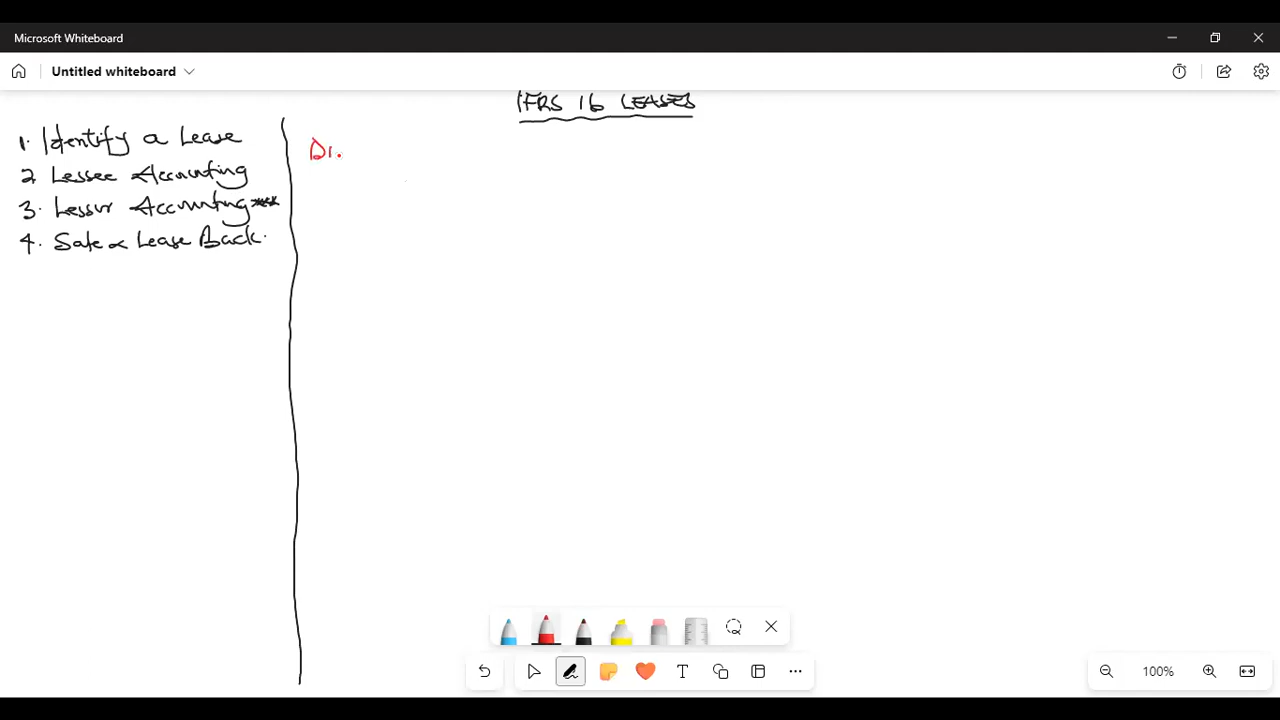 Microsoft Whiteboard
Untitled whiteboard
IFRS 16 LEASES
1. Identify a Lease
2 Lessee Accounting
3. Lessor Accounting
4. Sale & Lease Back.
Di.
100%